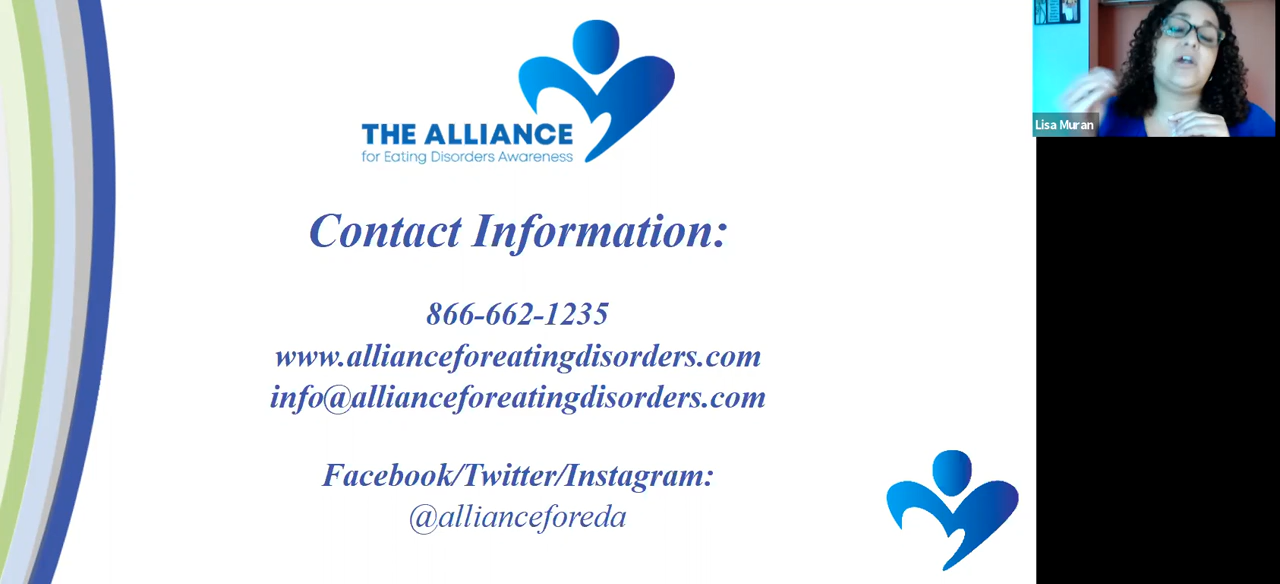 THE ALLIANCE
for Eating Disorders Awareness
Contact Information:
866-662-1235
www.allianceforeatingdisorders.com
info@allianceforeatingdisorders.com
Facebook/Twitter/Instagram:
@allianceforeda
Lisa Muran